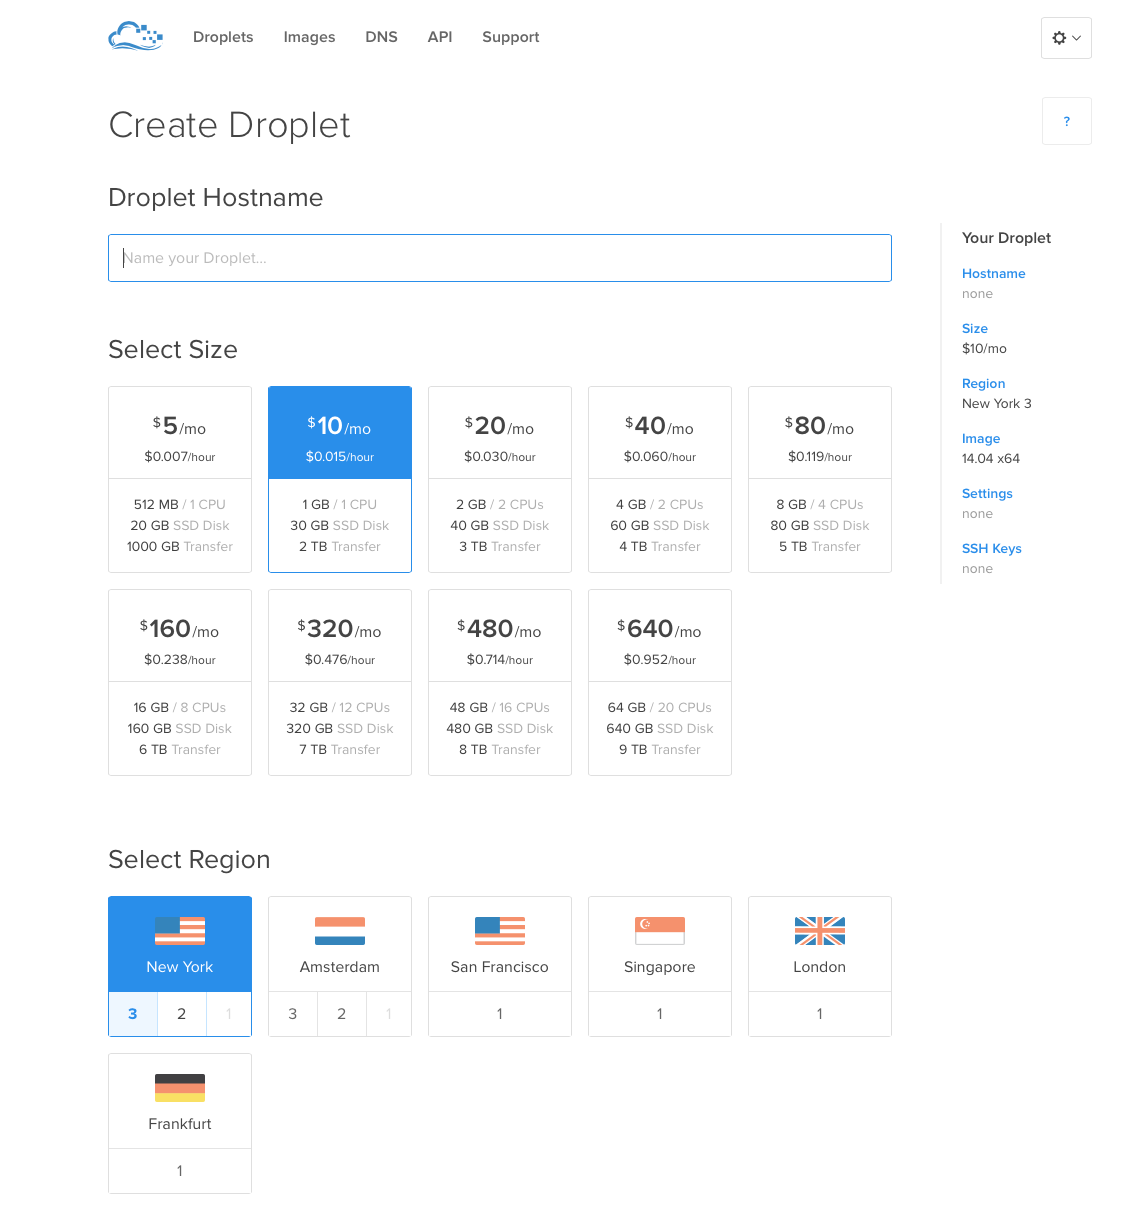 Droplets Images DNS API Support
Create Droplet
?
Droplet Hostname
Name your Droplet...
Your Droplet
Hostname
none
Size
$10/mo
Region
New York 3
Image
14.04 x64
Settings
none
SSH Keys
none
Select Size
$5/mo
$0.007/hour
512 MB / 1 CPU
20 GB SSD Disk
1000 GB Transfer
$10/mo
$0.015/hour
1 GB / 1 CPU
30 GB SSD Disk
2 TB Transfer
$20/mo
$0.030/hour
2 GB / 2 CPUs
40 GB SSD Disk
3 TB Transfer
$40/mo
$0.060/hour
4 GB / 2 CPUs
60 GB SSD Disk
4 TB Transfer
$80/mo
$0.119/hour
8 GB / 4 CPUs
80 GB SSD Disk
5 TB Transfer
$160/mo
$0.238/hour
16 GB / 8 CPUs
160 GB SSD Disk
6 TB Transfer
$320/mo
$0.476/hour
32 GB / 12 CPUs
320 GB SSD Disk
7 TB Transfer
$480/mo
$0.714/hour
48 GB / 16 CPUs
480 GB SSD Disk
8 TB Transfer
$640/mo
$0.952/hour
64 GB / 20 CPUs
640 GB SSD Disk
9 TB Transfer
Select Region
New York
3 2 1
Amsterdam
3 2 1
San Francisco
1
Singapore
1
London
1
Frankfurt
1